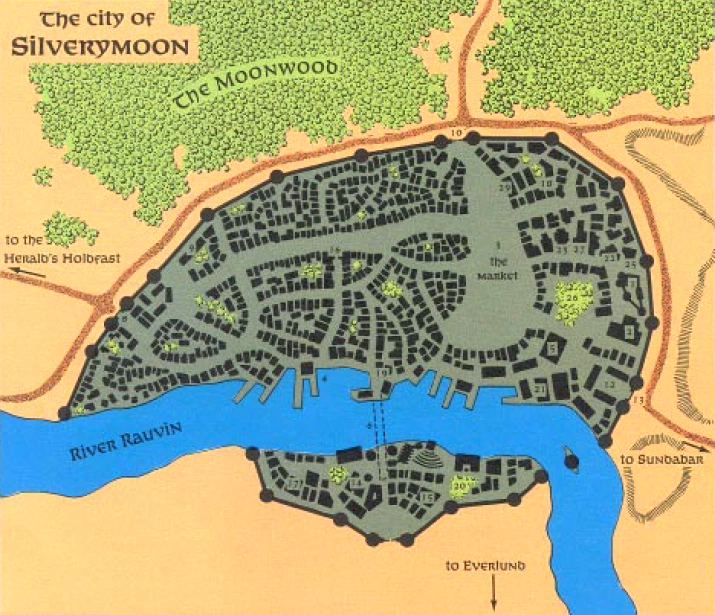 The city of
Silverymoon
The Moonwood
10
29
18
to the
Herald's Holdfast
9
16
3
the
Market
23 27
22
25
1
26
2
5
4
19
21
12
13
6
River Rauvin
to Sundabar
17
14
15
20
to Everlund